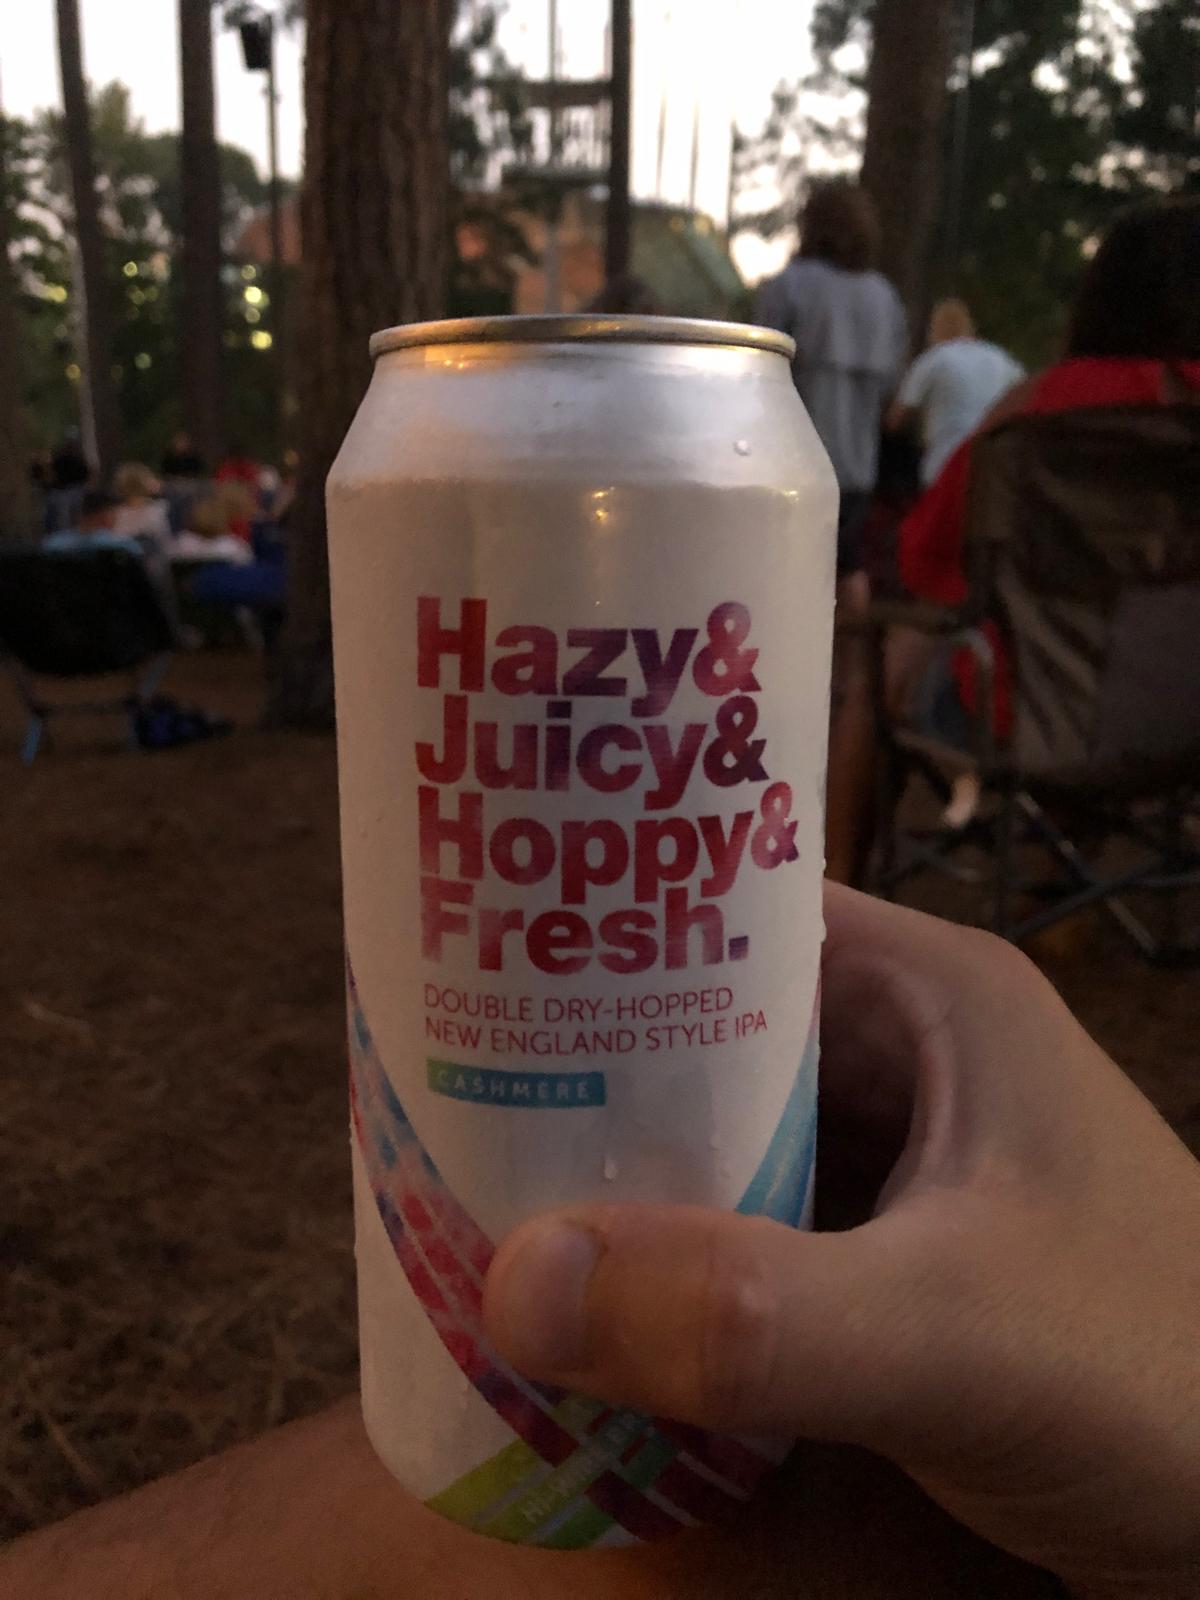 Hazy&
Juicy&
Hoppy&
Fresh.
DOUBLE DRY-HOPPED
NEW ENGLAND STYLE IPA
CASHMERE